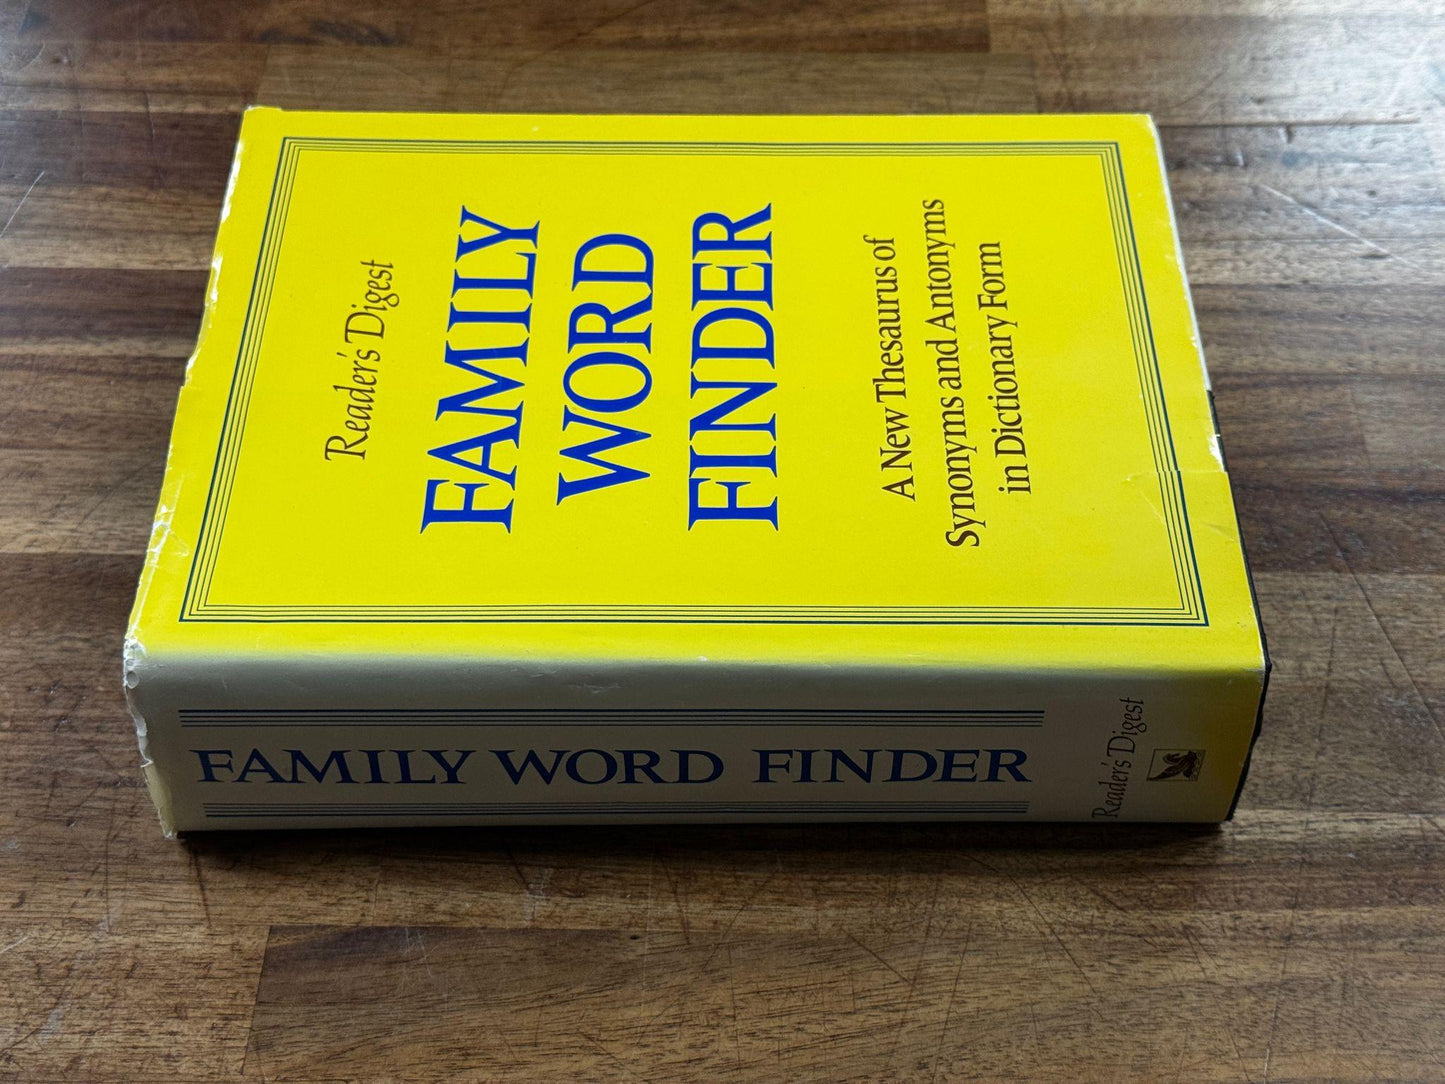 Reader's Digest
FAMILY
WORD
FINDER
A New Thesaurus of
Synonyms and Antonyms
in Dictionary Form
FAMILY WORD FINDER
Reader's Digest